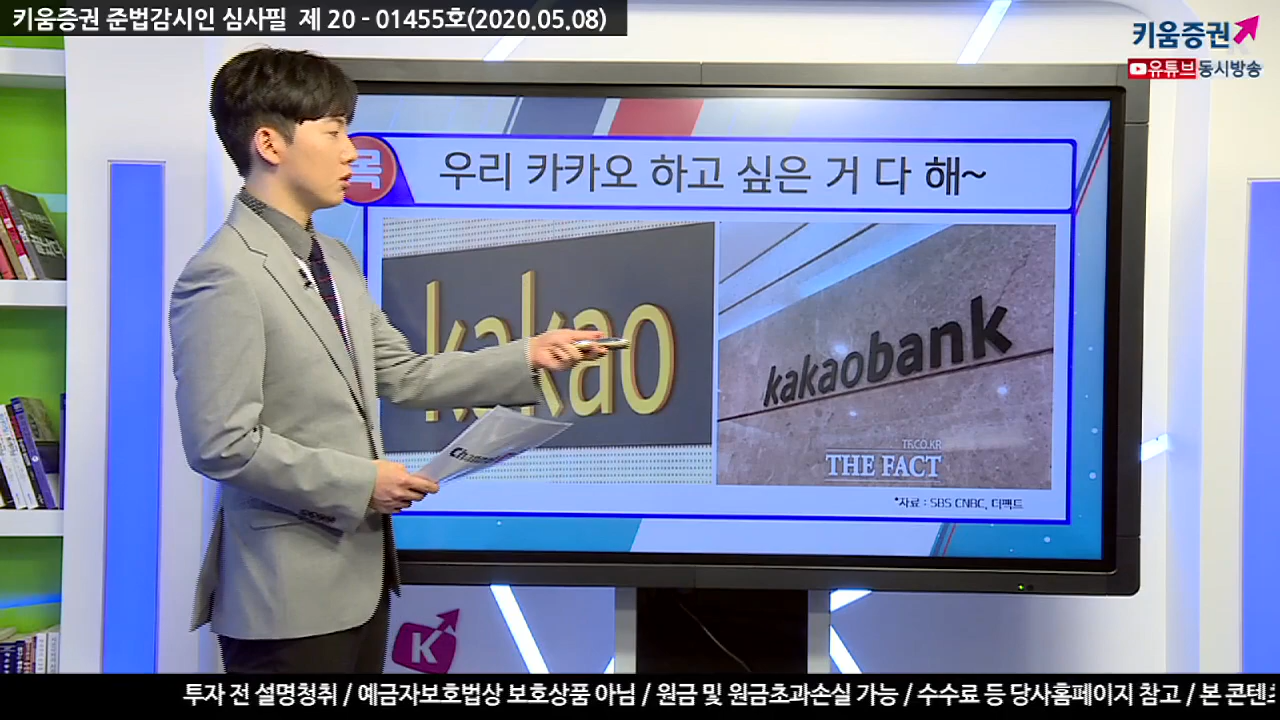 키움증권 준법감시인 심사필 제 20 - 01455호(2020.05.08)
키움증권
유튜브 동시방송
목
우리 카카오 하고 싶은 거 다 해~
kakao
kakaobank
TF.CO.KR
THE FACT
*자료 : SBS CNBC, 더팩트
K
투자 전 설명청취 / 예금자보호법상 보호상품 아님 / 원금 및 원금초과손실 가능 / 수수료 등 당사홈페이지 참고 / 본 콘텐츠